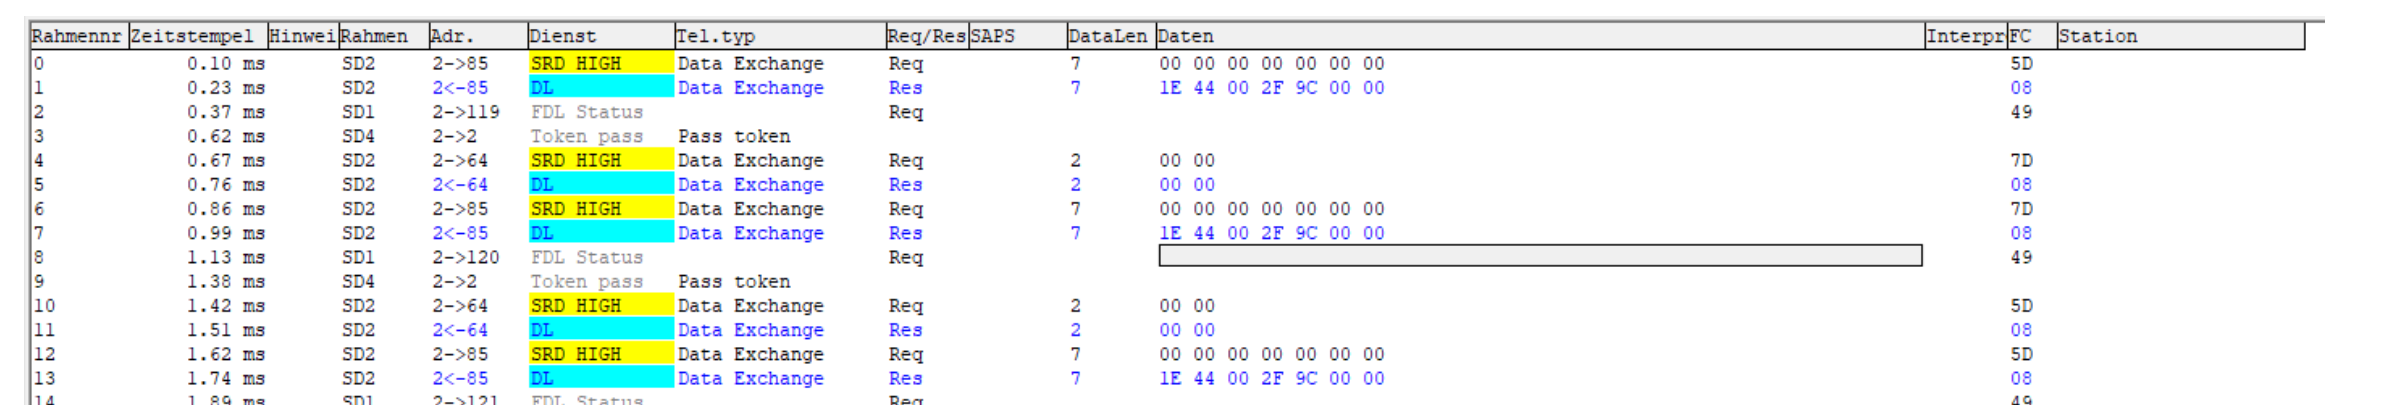 Rahmennr Zeitstempel Hinwei Rahmen Adr. Dienst Tel.typ Req/Res SAPS DataLen Daten Interpr FC Station
0 0.10 ms SD2 2->85 SRD HIGH Data Exchange Req 7 00 00 00 00 00 00 00 5D
1 0.23 ms SD2 2<-85 DL Data Exchange Res 7 1E 44 00 2F 9C 00 00 08
2 0.37 ms SD1 2->119 FDL Status Req 49
3 0.62 ms SD4 2->2 Token pass Pass token
4 0.67 ms SD2 2->64 SRD HIGH Data Exchange Req 2 00 00 7D
5 0.76 ms SD2 2<-64 DL Data Exchange Res 2 00 00 08
6 0.86 ms SD2 2->85 SRD HIGH Data Exchange Req 7 00 00 00 00 00 00 00 7D
7 0.99 ms SD2 2<-85 DL Data Exchange Res 7 1E 44 00 2F 9C 00 00 08
8 1.13 ms SD1 2->120 FDL Status Req 49
9 1.38 ms SD4 2->2 Token pass Pass token
10 1.42 ms SD2 2->64 SRD HIGH Data Exchange Req 2 00 00 5D
11 1.51 ms SD2 2<-64 DL Data Exchange Res 2 00 00 08
12 1.62 ms SD2 2->85 SRD HIGH Data Exchange Req 7 00 00 00 00 00 00 00 5D
13 1.74 ms SD2 2<-85 DL Data Exchange Res 7 1E 44 00 2F 9C 00 00 08
14 1.89 ms SD1 2->121 FDL Status Req 49